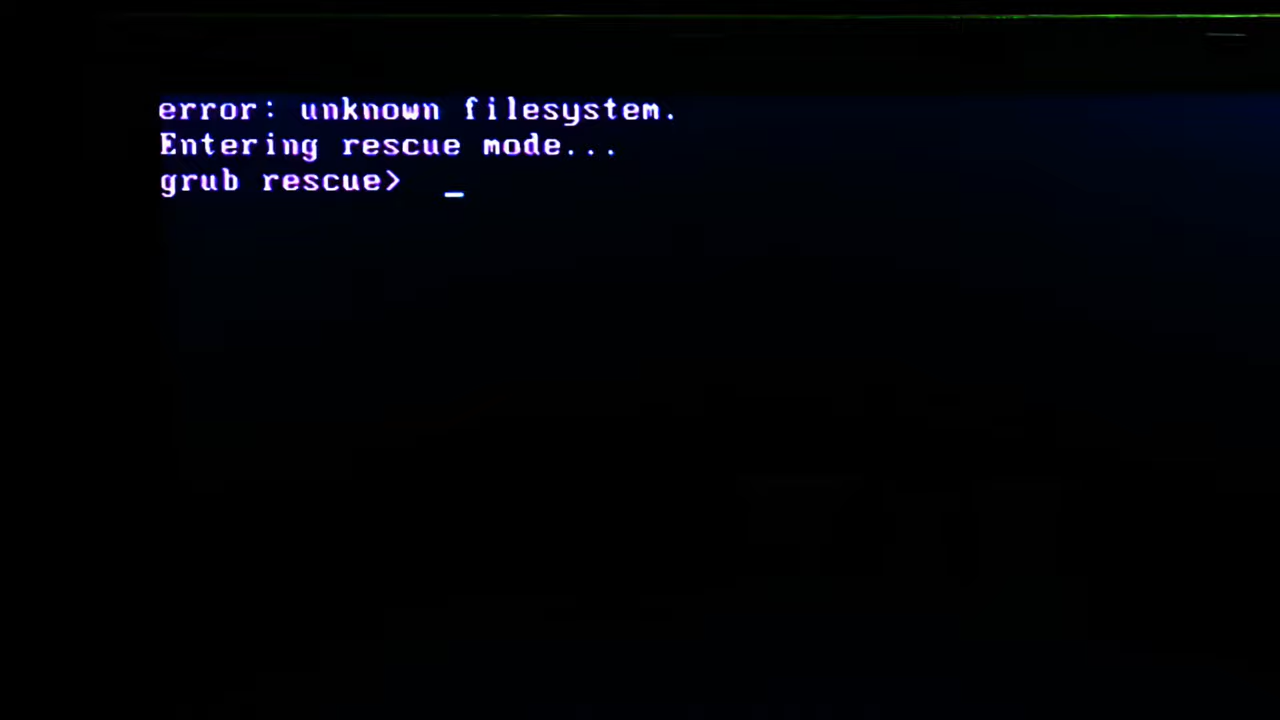 error: unknown filesystem.
Entering rescue mode...
grub rescue> _